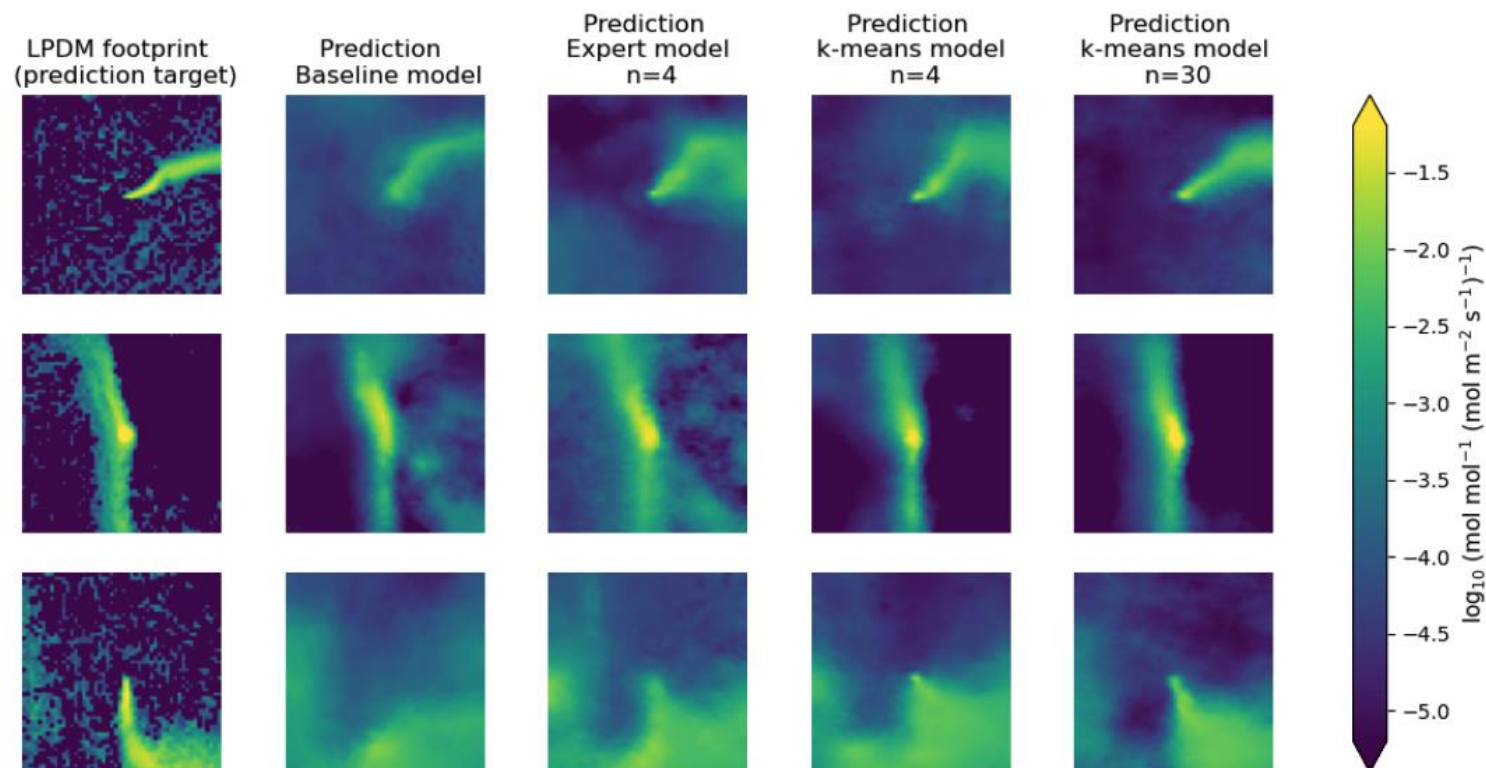 LPDM footprint
(prediction target)
Prediction
Baseline model
Prediction
Expert model
n=4
Prediction
k-means model
n=4
Prediction
k-means model
n=30
−1.5
−2.0
−2.5
−3.0
−3.5
−4.0
−4.5
−5.0
log₁₀ (mol mol⁻¹ (mol m⁻² s⁻¹)⁻¹)